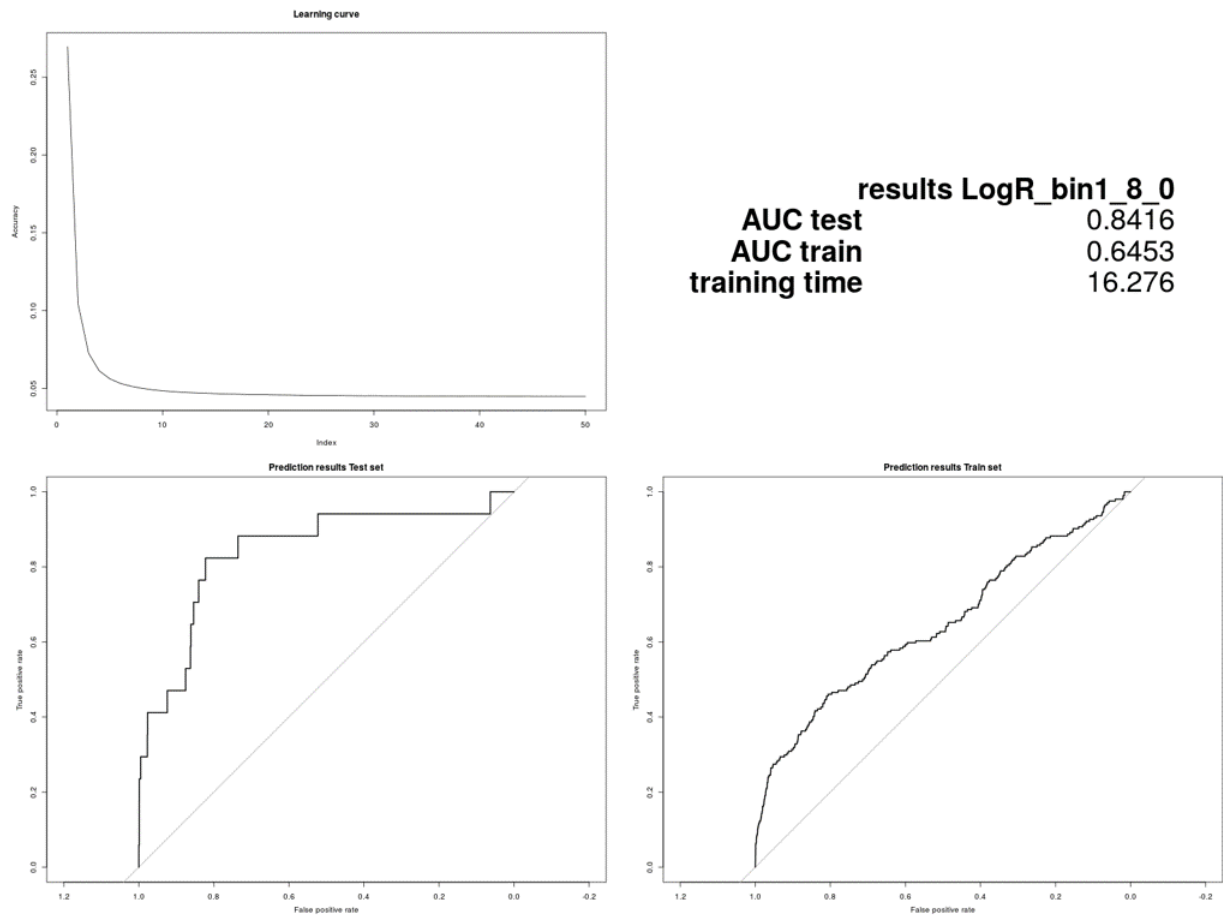 Learning curve
0.25
0.20
0.15
0.10
0.05
Accuracy
0 10 20 30 40 50
Index
results LogR_bin1_8_0
AUC test 0.8416
AUC train 0.6453
training time 16.276
Prediction results Test set
1.0
0.8
0.6
0.4
0.2
0.0
True positive rate
1.2 1.0 0.8 0.6 0.4 0.2 0.0 -0.2
False positive rate
Prediction results Train set
1.0
0.8
0.6
0.4
0.2
0.0
True positive rate
1.2 1.0 0.8 0.6 0.4 0.2 0.0 -0.2
False positive rate